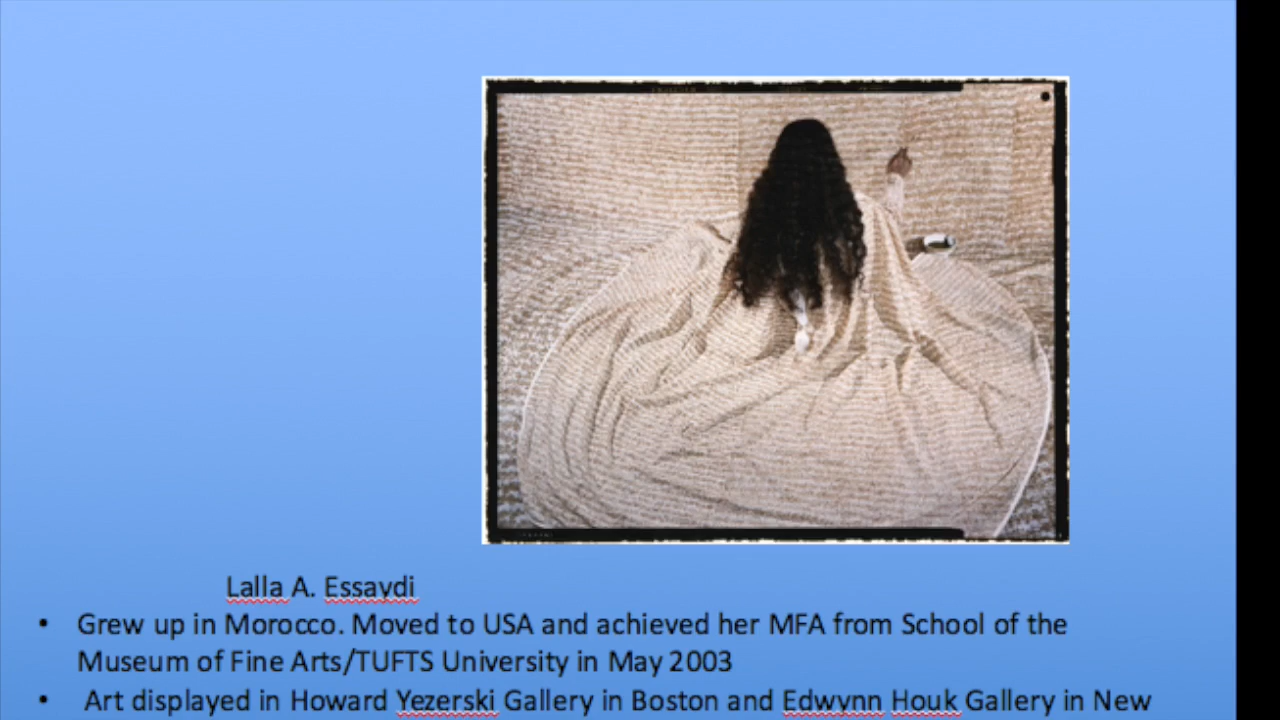 Lalla A. Essaydi
• Grew up in Morocco. Moved to USA and achieved her MFA from School of the
Museum of Fine Arts/TUFTS University in May 2003
• Art displayed in Howard Yezerski Gallery in Boston and Edwynn Houk Gallery in New